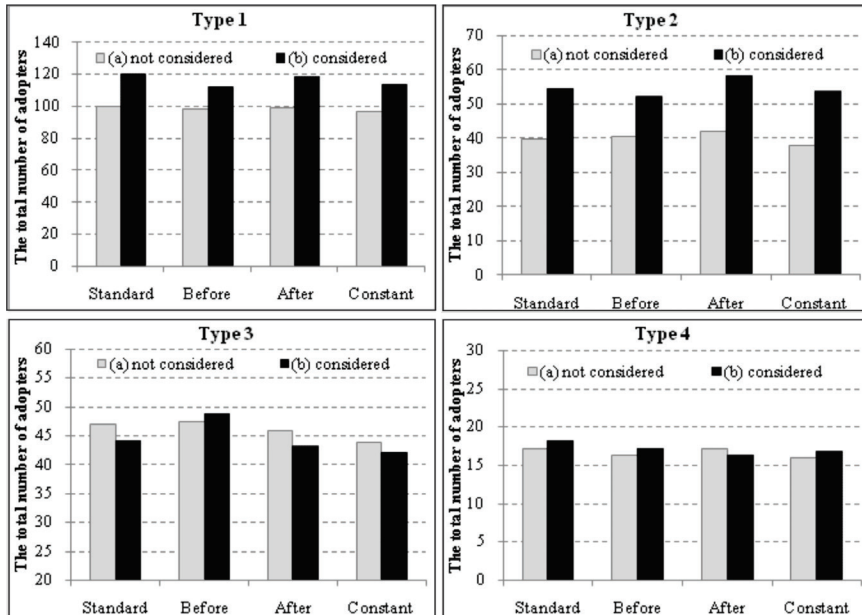 Type 1
The total number of adopters
(a) not considered (b) considered
140
120
100
80
60
40
20
0
Standard Before After Constant
Type 2
The total number of adopters
(a) not considered (b) considered
70
60
50
40
30
20
10
0
Standard Before After Constant
Type 3
The total number of adopters
(a) not considered (b) considered
60
55
50
45
40
35
30
25
20
Standard Before After Constant
Type 4
The total number of adopters
(a) not considered (b) considered
30
25
20
15
10
5
0
Standard Before After Constant